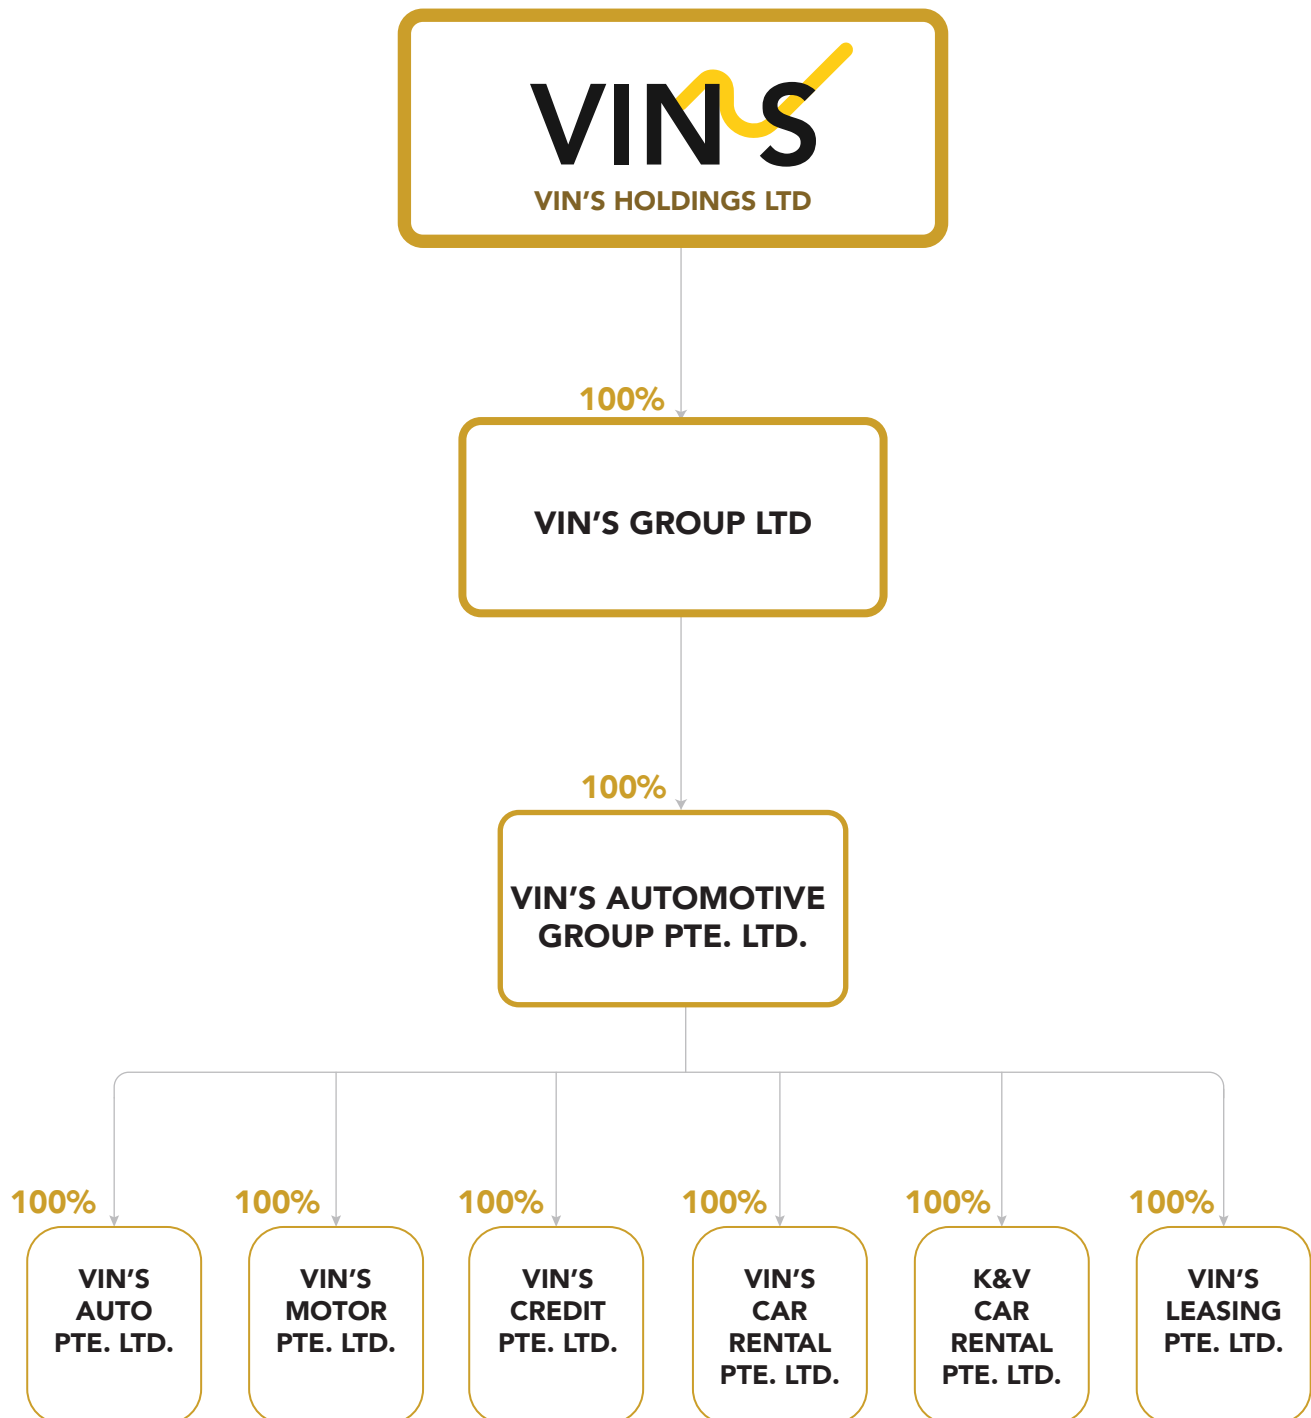 VIN'S
VIN’S HOLDINGS LTD
100%
VIN’S GROUP LTD
100%
VIN’S AUTOMOTIVE
GROUP PTE. LTD.
100%
100%
100%
100%
100%
100%
VIN’S
AUTO
PTE. LTD.
VIN’S
MOTOR
PTE. LTD.
VIN’S
CREDIT
PTE. LTD.
VIN’S
CAR
RENTAL
PTE. LTD.
K&V
CAR
RENTAL
PTE. LTD.
VIN’S
LEASING
PTE. LTD.